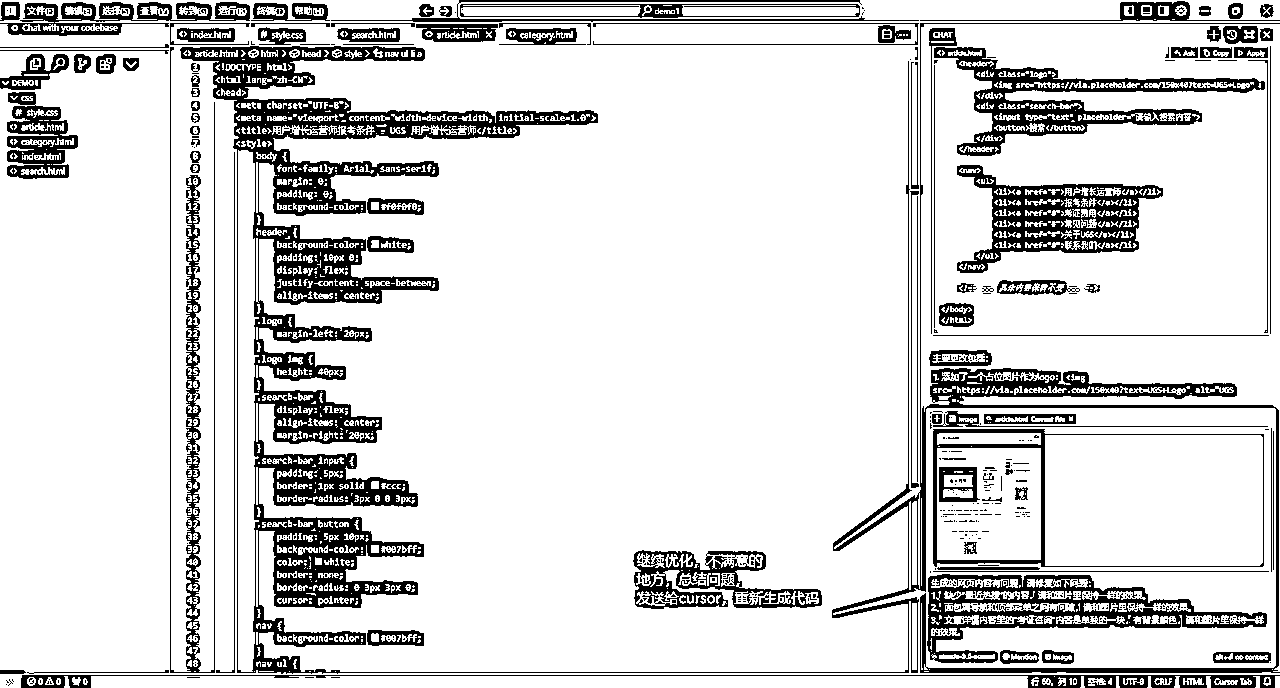 文件(F) 编辑(E) 选择(S) 查看(V) 转到(G) 运行(R) 终端(T) 帮助(H)
demo1
Chat with your codebase
DEMO1
css
# style.css
article.html
category.html
index.html
search.html
index.html
# style.css
search.html
article.html
category.html
article.html > html > head > style > nav ul li a
1 <!DOCTYPE html>
2 <html lang="zh-CN">
3 <head>
4 <meta charset="UTF-8">
5 <meta name="viewport" content="width=device-width, initial-scale=1.0">
6 <title>用户增长运营师报考条件 - UGS 用户增长运营师</title>
7 <style>
8 body {
9 font-family: Arial, sans-serif;
10 margin: 0;
11 padding: 0;
12 background-color: #f0f0f0;
13 }
14 header {
15 background-color: white;
16 padding: 10px 0;
17 display: flex;
18 justify-content: space-between;
19 align-items: center;
20 }
21 .logo {
22 margin-left: 20px;
23 }
24 .logo img {
25 height: 40px;
26 }
27 .search-bar {
28 display: flex;
29 align-items: center;
30 margin-right: 20px;
31 }
32 .search-bar input {
33 padding: 5px;
34 border: 1px solid #ccc;
35 border-radius: 3px 0 0 3px;
36 }
37 .search-bar button {
38 padding: 5px 10px;
39 background-color: #007bff;
40 color: white;
41 border: none;
42 border-radius: 0 3px 3px 0;
43 cursor: pointer;
44 }
45 nav {
46 background-color: #007bff;
47 }
48 nav ul {
继续优化，不满意的
地方，总结问题，
发送给cursor，重新生成代码
CHAT
article.html
Ask Copy Apply
<header>
<div class="logo">
<img src="https://via.placeholder.com/150x40?text=UGS+Logo"
</div>
<div class="search-bar">
<input type="text" placeholder="请输入搜索内容">
<button>搜索</button>
</div>
</header>
<nav>
<ul>
<li><a href="#">用户增长运营师</a></li>
<li><a href="#">报考条件</a></li>
<li><a href="#">考证费用</a></li>
<li><a href="#">常见问题</a></li>
<li><a href="#">关于UGS</a></li>
<li><a href="#">联系我们</a></li>
</ul>
</nav>
<!-- ... 其余内容保持不变 ... -->
</body>
</html>
主要更改如下:
1. 添加了一个占位图片作为logo: <img
src="https://via.placeholder.com/150x40?text=UGS+Logo" alt="UGS
Image article.html Current file
生成的网页内容有问题，请修复如下问题:
1、缺少"最近热搜"的内容，请和图片里保持一样的效果。
2、面包屑导航和顶部菜单之间有间隙，请和图片里保持一样的效果。
3、文章详情内容里的"考证咨询"内容是单独的一块，有背景颜色，请和图片里保持一样
的效果。
Mention Image
0 0 0
行 60，列 10 空格: 4 UTF-8 CRLF HTML Cursor Tab